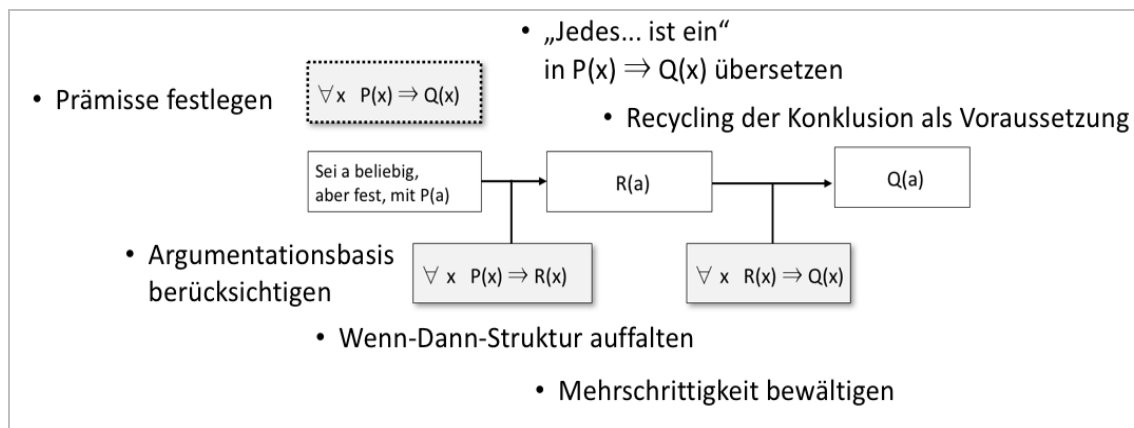 • „Jedes... ist ein“
in P(x) ⇒ Q(x) übersetzen
• Prämisse festlegen
∀ x P(x) ⇒ Q(x)
• Recycling der Konklusion als Voraussetzung
Sei a beliebig,
aber fest, mit P(a)
R(a)
Q(a)
• Argumentationsbasis
berücksichtigen
∀ x P(x) ⇒ R(x)
∀ x R(x) ⇒ Q(x)
• Wenn-Dann-Struktur auffalten
• Mehrschrittigkeit bewältigen